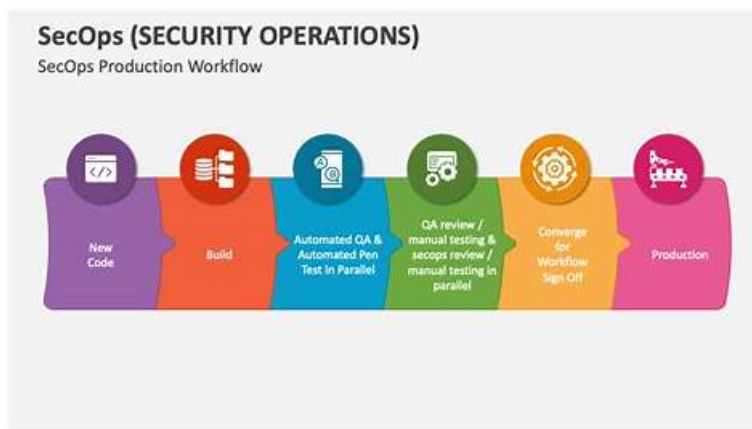 SecOps (SECURITY OPERATIONS)
SecOps Production Workflow
</>
A
B
New
Code
Build
Automated QA &
Automated Pen
Test In Parallel
QA review /
manual testing &
secops review /
manual testing in
parallel
Converge
for
Workflow
Sign Off
Production